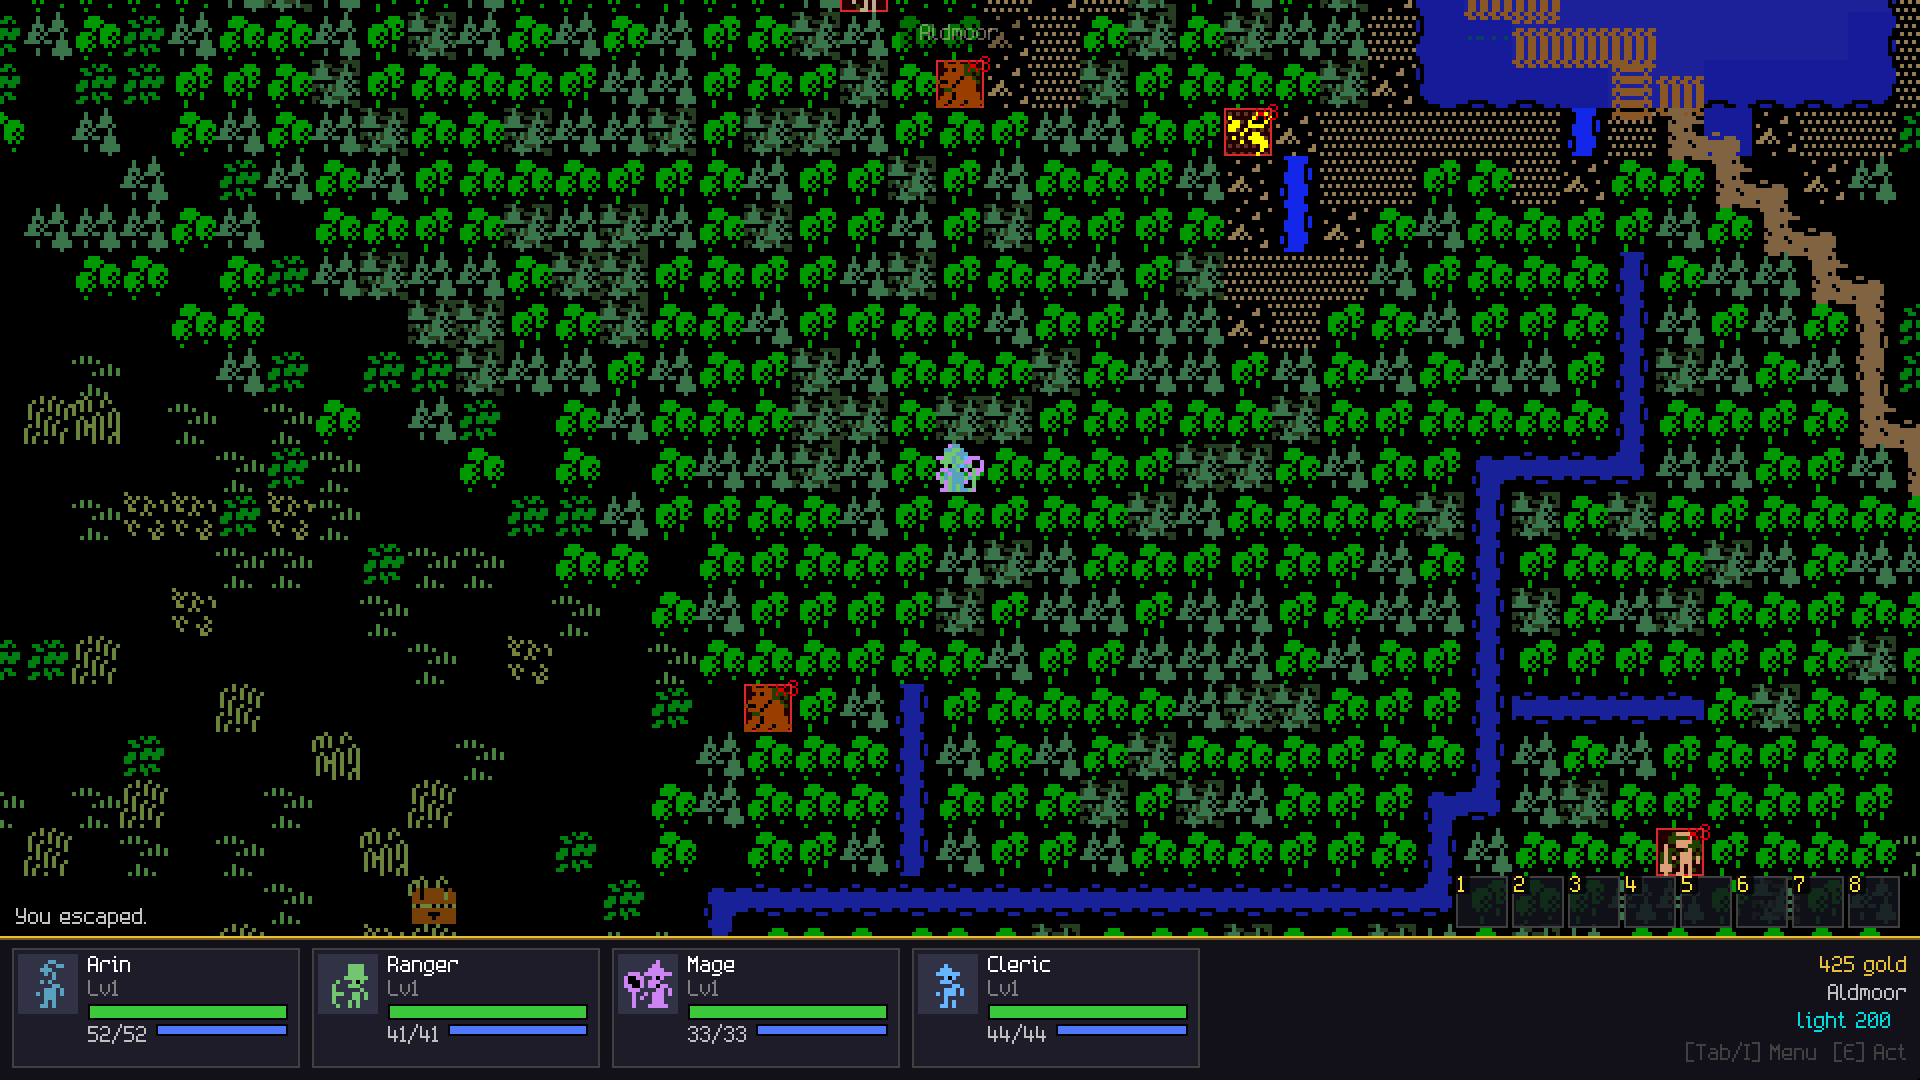 Aldmoor
You escaped.
1 2 3 4 5 6 7 8
Arin
Lv1
52/52
Ranger
Lv1
41/41
Mage
Lv1
33/33
Cleric
Lv1
44/44
425 gold
Aldmoor
light 200
[Tab/I] Menu [E] Act